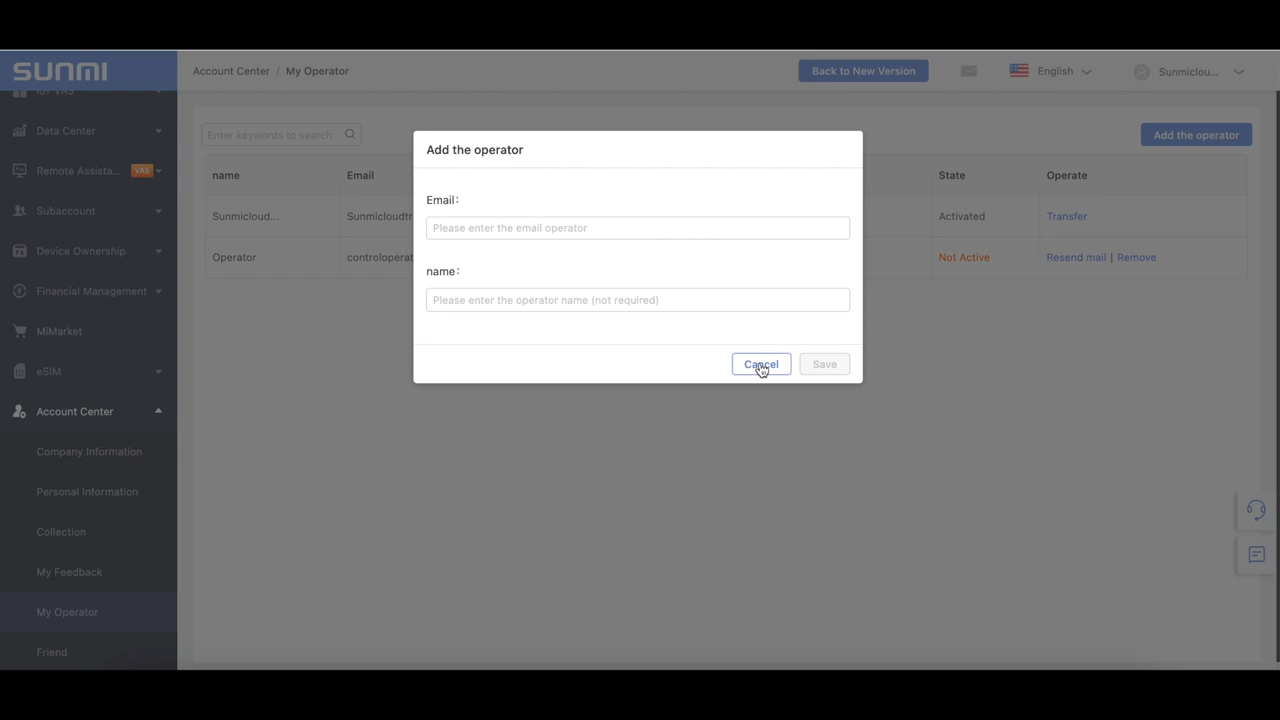 SUNMI
Account Center / My Operator
Back to New Version
English
Sunmiclou...
IoT VAS
Data Center
Remote Assista... VAS
Subaccount
Device Ownership
Financial Management
MiMarket
eSIM
Account Center
Company Information
Personal Information
Collection
My Feedback
My Operator
Friend
Enter keywords to search
Add the operator
name Email State Operate
Sunmicloud... Sunmicloudtr Activated Transfer
Operator controloperat Not Active Resend mail | Remove
Add the operator
Email:
Please enter the email operator
name:
Please enter the operator name (not required)
Cancel Save